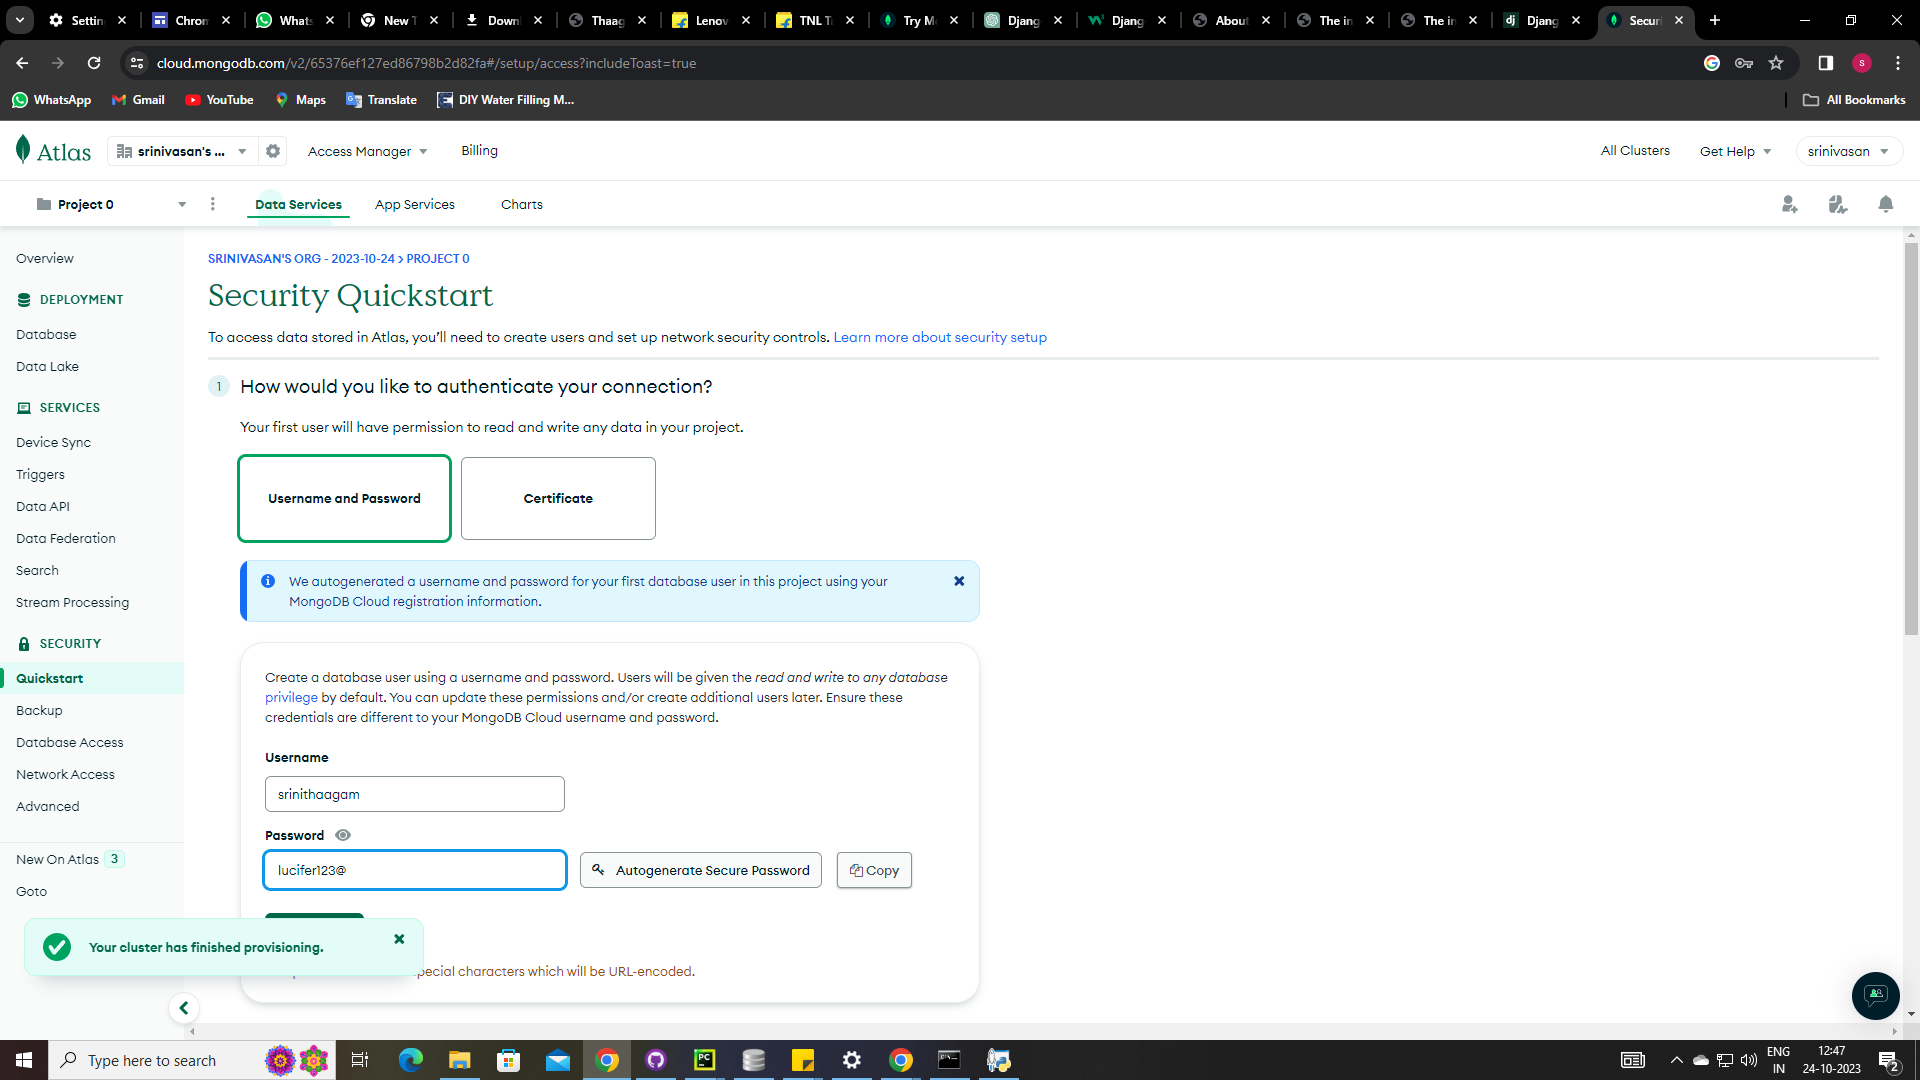 Settin
Chron
Whats
New T
Down
Thaag
Lenov
TNL Tr
Try M
Djang
Djang
About
The in
The in
Djang
Securi
cloud.mongodb.com/v2/65376ef127ed86798b2d82fa#/setup/access?includeToast=true
WhatsApp
Gmail
YouTube
Maps
Translate
DIY Water Filling M...
All Bookmarks
Atlas
srinivasan's ...
Access Manager
Billing
All Clusters
Get Help
srinivasan
Project 0
Data Services
App Services
Charts
Overview
DEPLOYMENT
Database
Data Lake
SERVICES
Device Sync
Triggers
Data API
Data Federation
Search
Stream Processing
SECURITY
Quickstart
Backup
Database Access
Network Access
Advanced
New On Atlas 3
Goto
SRINIVASAN'S ORG - 2023-10-24 > PROJECT 0
Security Quickstart
To access data stored in Atlas, you'll need to create users and set up network security controls. Learn more about security setup
1 How would you like to authenticate your connection?
Your first user will have permission to read and write any data in your project.
Username and Password
Certificate
We autogenerated a username and password for your first database user in this project using your
MongoDB Cloud registration information.
Create a database user using a username and password. Users will be given the read and write to any database
privilege by default. You can update these permissions and/or create additional users later. Ensure these
credentials are different to your MongoDB Cloud username and password.
Username
srinithaagam
Password
lucifer123@
Autogenerate Secure Password
Copy
Your cluster has finished provisioning.
pecial characters which will be URL-encoded.
Type here to search
ENG
IN
12:47
24-10-2023
2